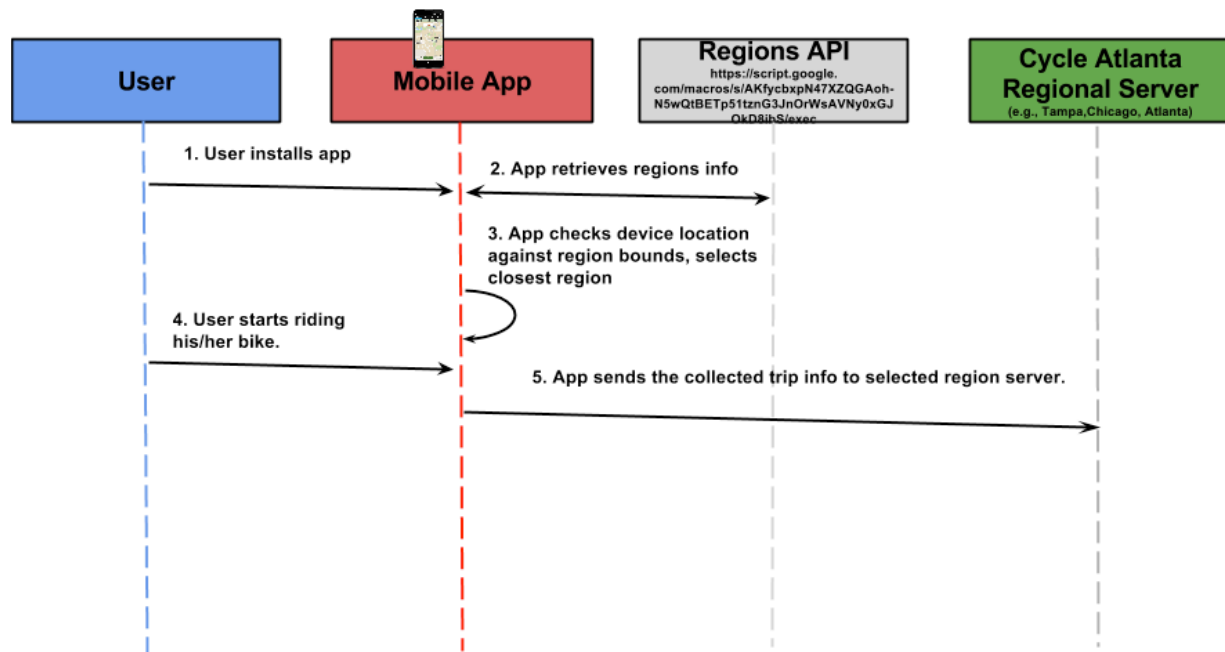 User
Mobile App
Regions API
https://script.google.
com/macros/s/AKfycbxpN47XZQGAoh-
N5wQtBETp51tznG3JnOrWsAVNy0xGJ
OkD8ibS/exec
Cycle Atlanta
Regional Server
(e.g., Tampa,Chicago, Atlanta)
1. User installs app
2. App retrieves regions info
3. App checks device location
against region bounds, selects
closest region
4. User starts riding
his/her bike.
5. App sends the collected trip info to selected region server.